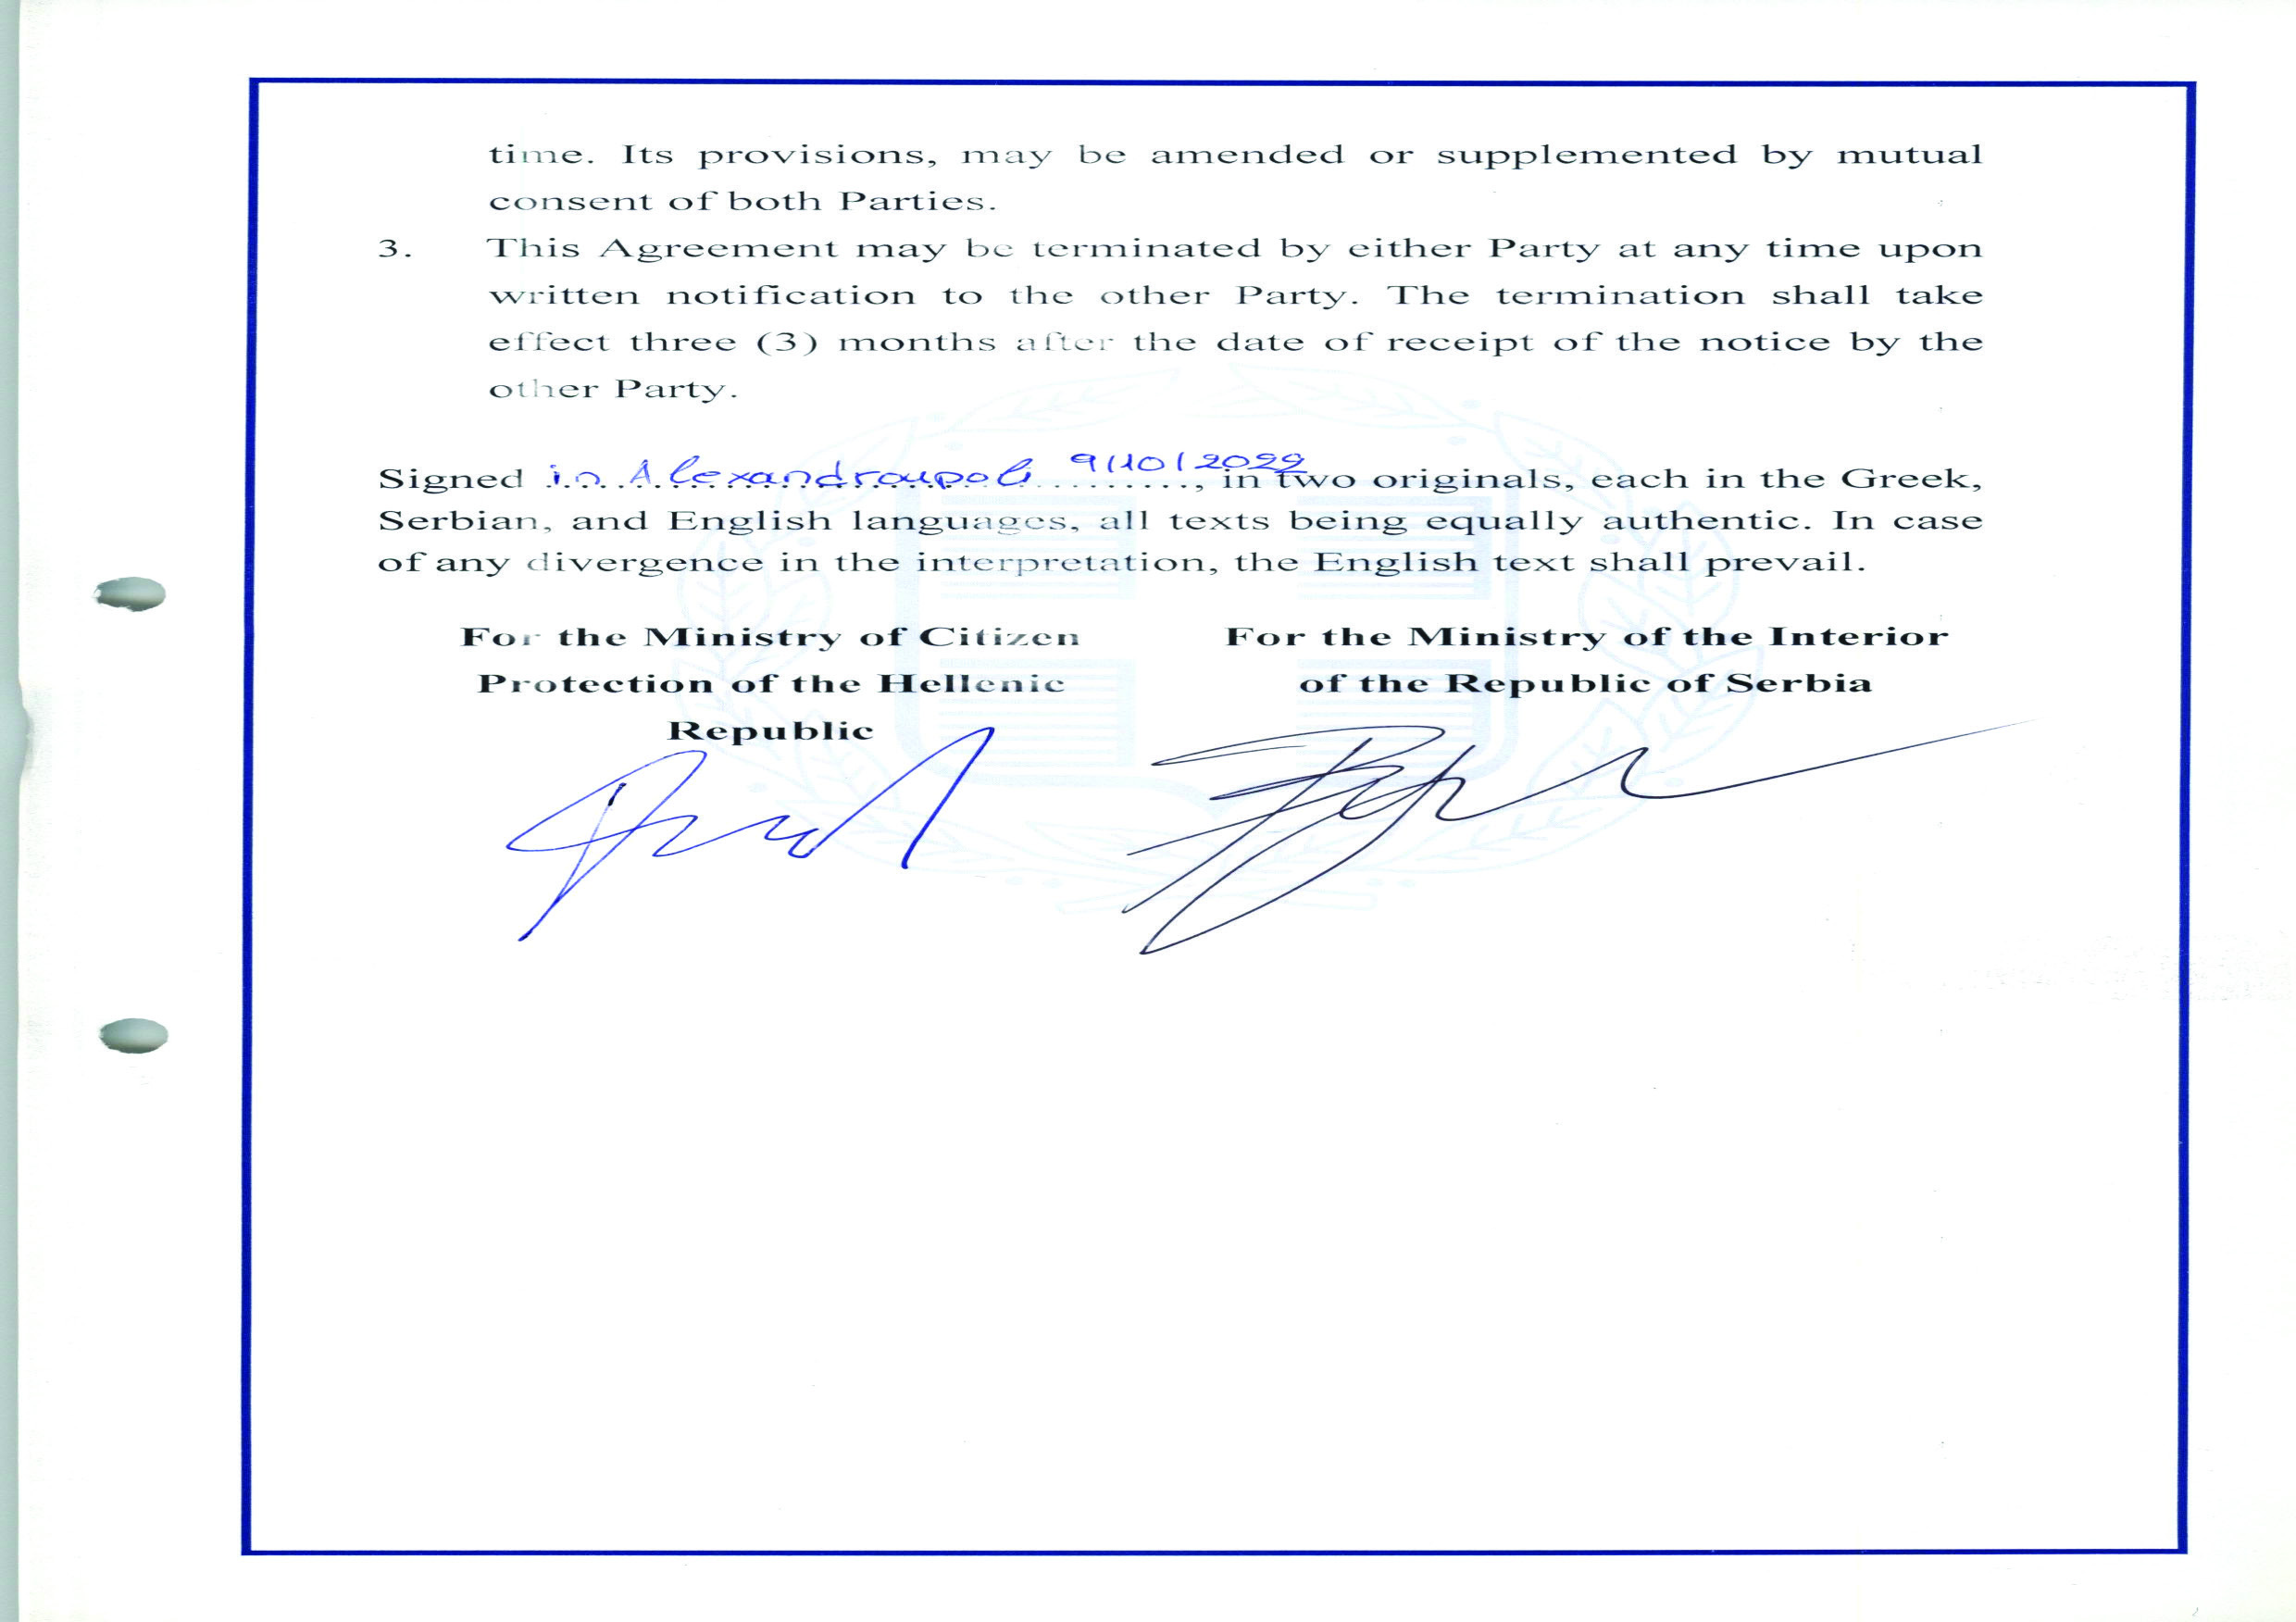 time. Its provisions, may be amended or supplemented by mutual
consent of both Parties.
3. This Agreement may be terminated by either Party at any time upon
written notification to the other Party. The termination shall take
effect three (3) months after the date of receipt of the notice by the
other Party.
Signed in Alexandroupoli 9/10/2022, in two originals, each in the Greek,
Serbian, and English languages, all texts being equally authentic. In case
of any divergence in the interpretation, the English text shall prevail.
For the Ministry of Citizen
Protection of the Hellenic
Republic
For the Ministry of the Interior
of the Republic of Serbia